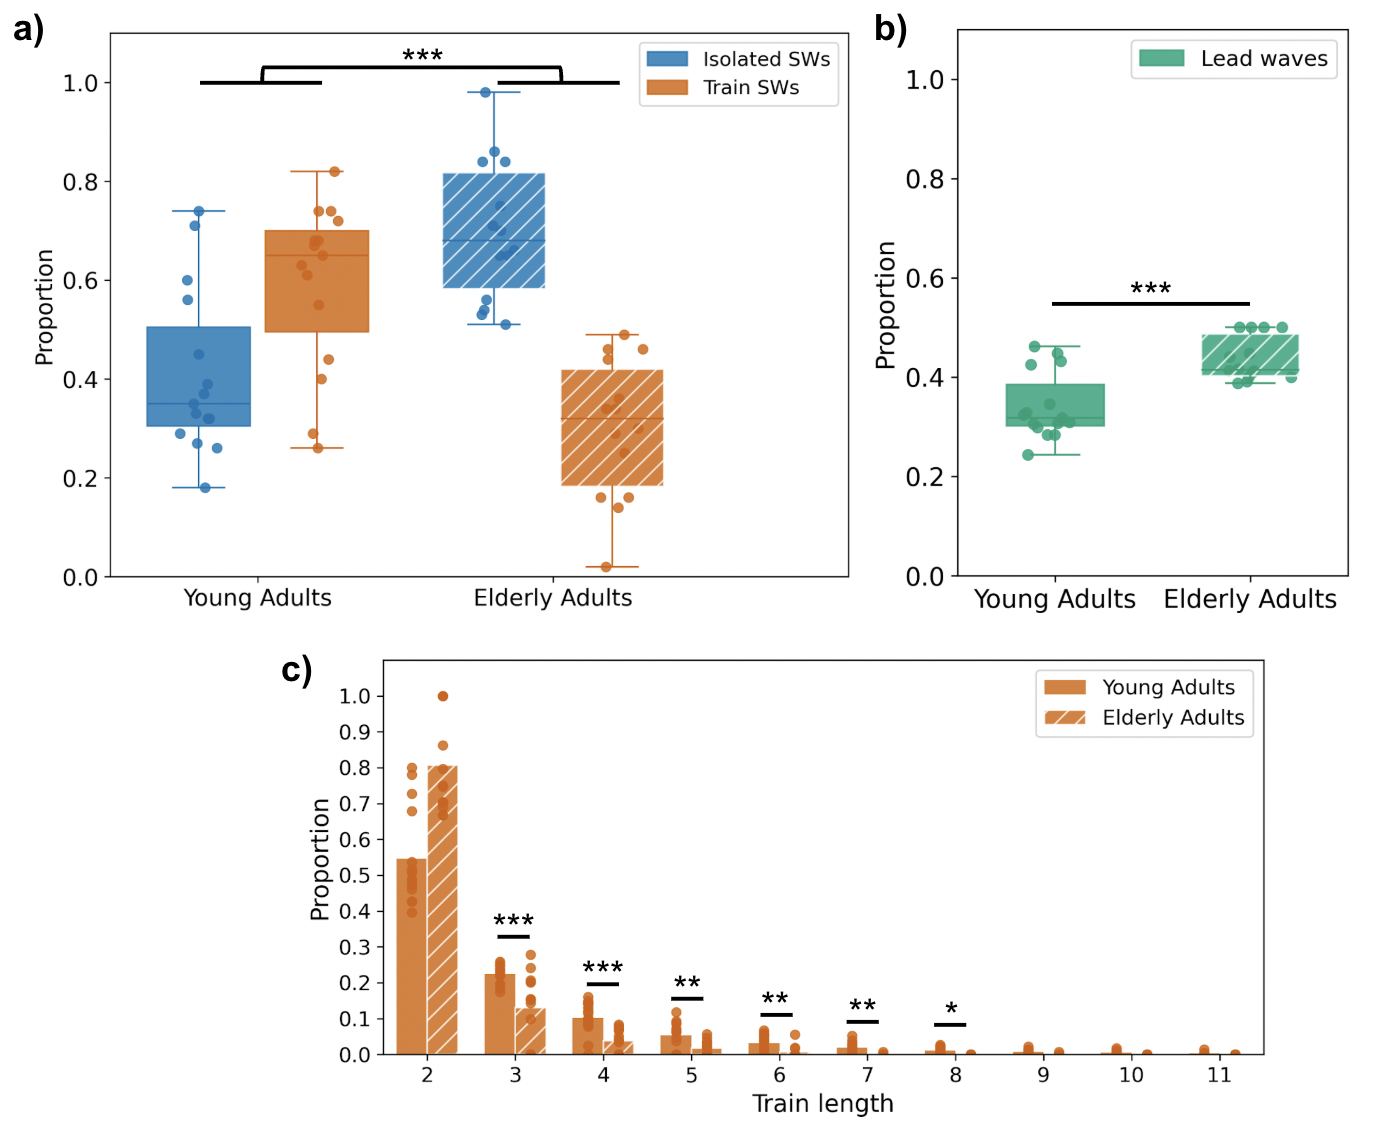 a)
***
Isolated SWs
Train SWs
1.0
0.8
0.6
0.4
0.2
0.0
Proportion
Young Adults
Elderly Adults
b)
Lead waves
***
1.0
0.8
0.6
0.4
0.2
0.0
Proportion
Young Adults
Elderly Adults
c)
Young Adults
Elderly Adults
1.0
0.9
0.8
0.7
0.6
0.5
0.4
0.3
0.2
0.1
0.0
Proportion
***
***
**
**
**
*
2 3 4 5 6 7 8 9 10 11
Train length